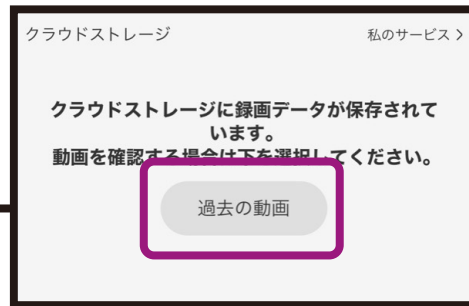 クラウドストレージ
私のサービス >
クラウドストレージに録画データが保存されて
います。
動画を確認する場合は下を選択してください。
過去の動画